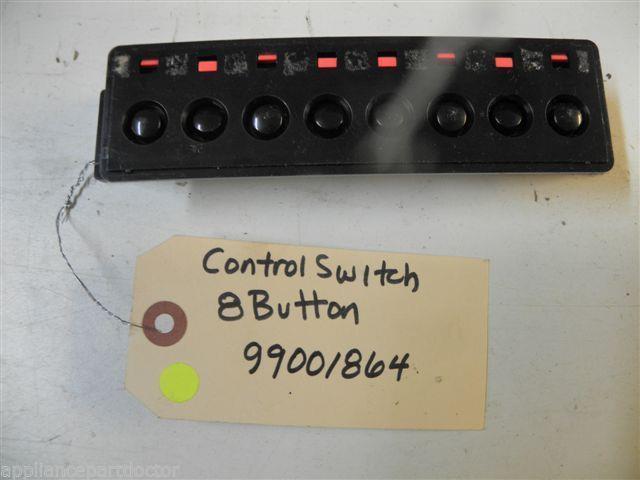 Control Switch
8 Button
99001864
appliancepartdoctor